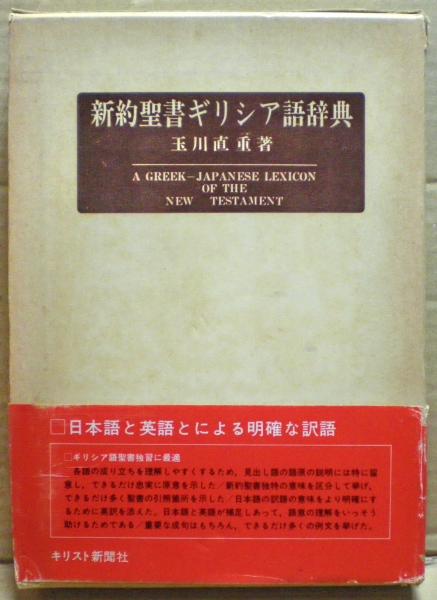 新約聖書ギリシア語辞典
玉川直重著
A GREEK-JAPANESE LEXICON
OF THE
NEW TESTAMENT
□日本語と英語とによる明確な訳語
□ギリシア語聖書独習に最適
各語の成り立ちを理解しやすくするため，見出し語の語原の説明には特に留
意し，できるだけ忠実に原意を示した／新約聖書独特の意味を区分して挙げ，
できるだけ多く聖書の引照箇所を示した／日本語の訳語の意味をより明確にす
るために英訳を添えた。日本語と英語が補足しあって，語意の理解をいっそう
助けるためである／重要な成句はもちろん，できるだけ多くの例文を挙げた。
キリスト新聞社